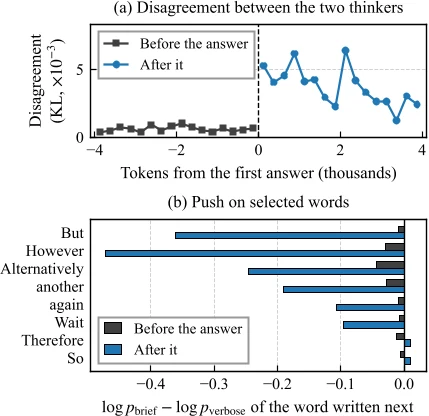 (a) Disagreement between the two thinkers
Disagreement
(KL, ×10⁻³)
5
0
Before the answer
After it
−4 −2 0 2 4
Tokens from the first answer (thousands)
(b) Push on selected words
But
However
Alternatively
another
again
Wait
Therefore
So
Before the answer
After it
−0.4 −0.3 −0.2 −0.1 0.0
log p_brief − log p_verbose of the word written next